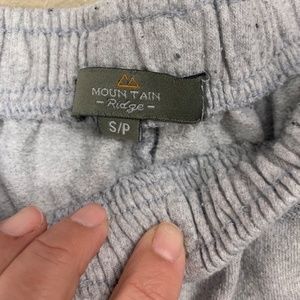 MOUNTAIN
- Ridge -
S/P